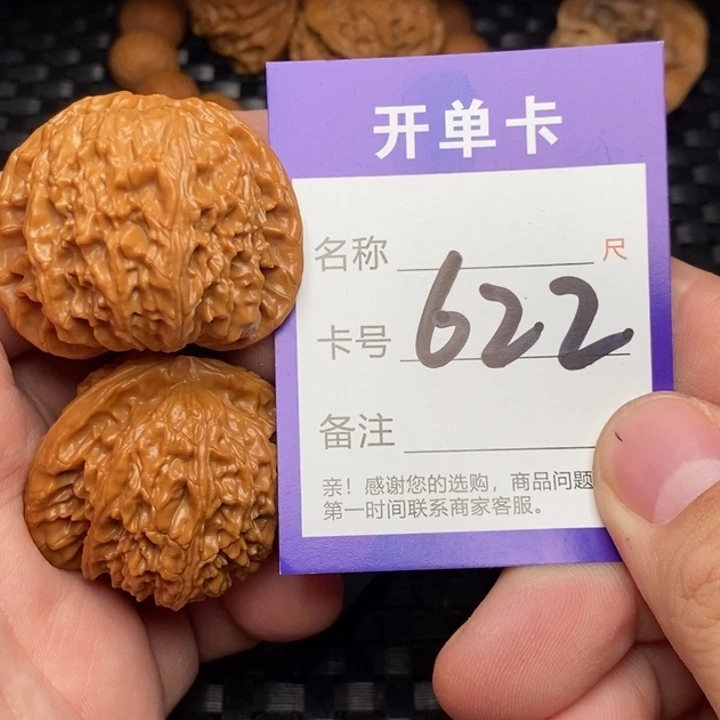 开单卡
名称 尺
卡号 622
备注
亲！感谢您的选购，商品问题
第一时间联系商家客服。